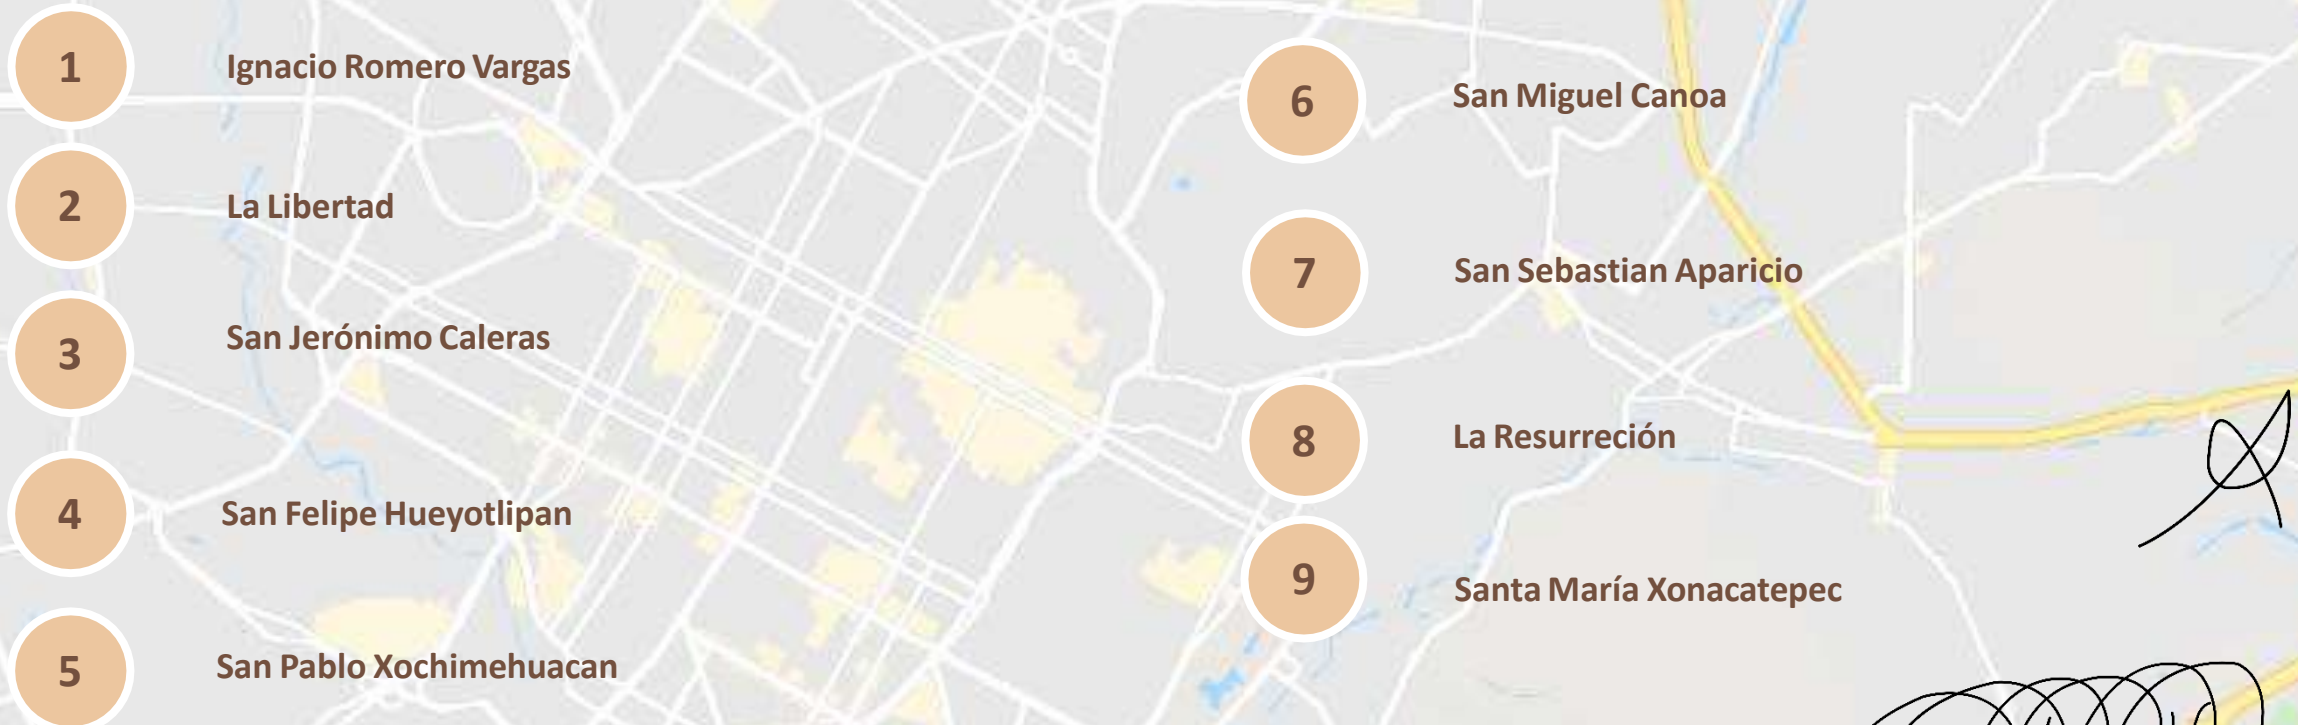 1 Ignacio Romero Vargas
2 La Libertad
3 San Jerónimo Caleras
4 San Felipe Hueyotlipan
5 San Pablo Xochimehuacan
6 San Miguel Canoa
7 San Sebastian Aparicio
8 La Resurreción
9 Santa María Xonacatepec